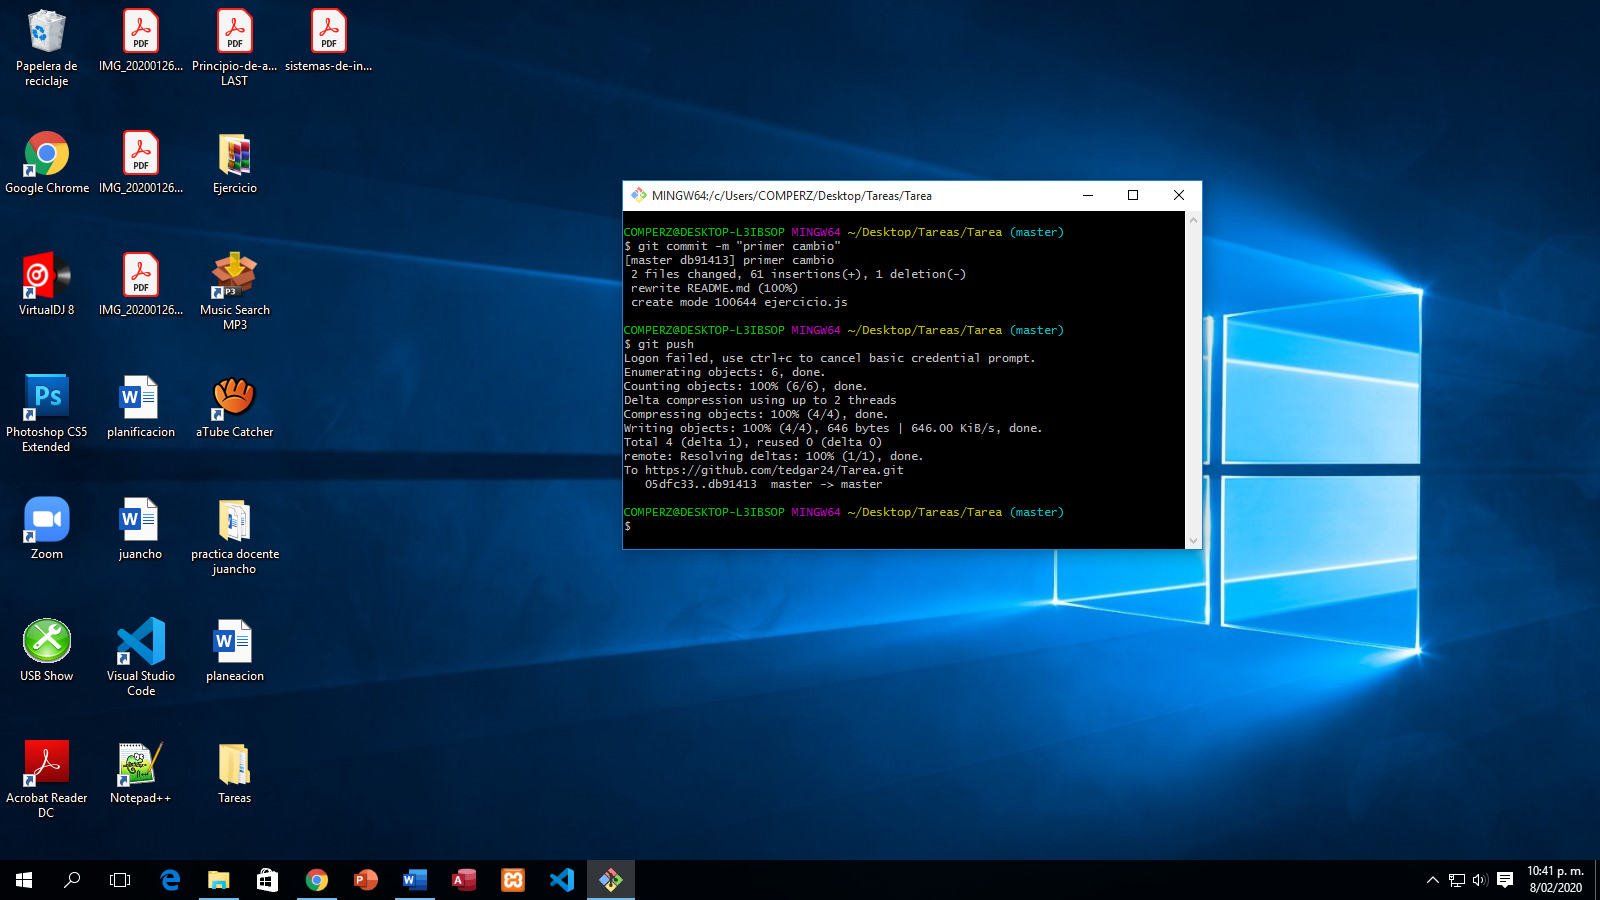 Papelera de
reciclaje
IMG_20200126...
Principio-de-a...
LAST
sistemas-de-in...
Google Chrome
IMG_20200126...
Ejercicio
VirtualDJ 8
IMG_20200126...
Music Search
MP3
Photoshop CS5
Extended
planificacion
aTube Catcher
Zoom
juancho
practica docente
juancho
USB Show
Visual Studio
Code
planeacion
Acrobat Reader
DC
Notepad++
Tareas
MINGW64:/c/Users/COMPERZ/Desktop/Tareas/Tarea
COMPERZ@DESKTOP-L3IBSOP MINGW64 ~/Desktop/Tareas/Tarea (master)
$ git commit -m "primer cambio"
[master db91413] primer cambio
2 files changed, 61 insertions(+), 1 deletion(-)
rewrite README.md (100%)
create mode 100644 ejercicio.js
COMPERZ@DESKTOP-L3IBSOP MINGW64 ~/Desktop/Tareas/Tarea (master)
$ git push
Logon failed, use ctrl+c to cancel basic credential prompt.
Enumerating objects: 6, done.
Counting objects: 100% (6/6), done.
Delta compression using up to 2 threads
Compressing objects: 100% (4/4), done.
Writing objects: 100% (4/4), 646 bytes | 646.00 KiB/s, done.
Total 4 (delta 1), reused 0 (delta 0)
remote: Resolving deltas: 100% (1/1), done.
To https://github.com/tedgar24/Tarea.git
05dfc33..db91413  master -> master
COMPERZ@DESKTOP-L3IBSOP MINGW64 ~/Desktop/Tareas/Tarea (master)
$
10:41 p. m.
8/02/2020